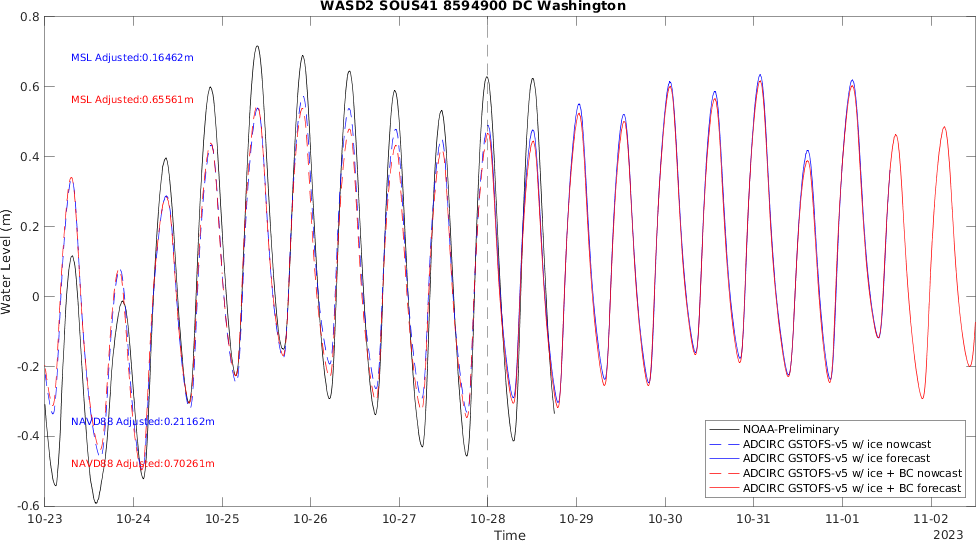 WASD2 SOUS41 8594900 DC Washington
0.8
0.6
0.4
0.2
0
-0.2
-0.4
-0.6
Water Level (m)
MSL Adjusted:0.16462m
MSL Adjusted:0.65561m
NAVD88 Adjusted:0.21162m
NAVD88 Adjusted:0.70261m
NOAA-Preliminary
ADCIRC GSTOFS-v5 w/ ice nowcast
ADCIRC GSTOFS-v5 w/ ice forecast
ADCIRC GSTOFS-v5 w/ ice + BC nowcast
ADCIRC GSTOFS-v5 w/ ice + BC forecast
10-23 10-24 10-25 10-26 10-27 10-28 10-29 10-30 10-31 11-01 11-02
Time
2023